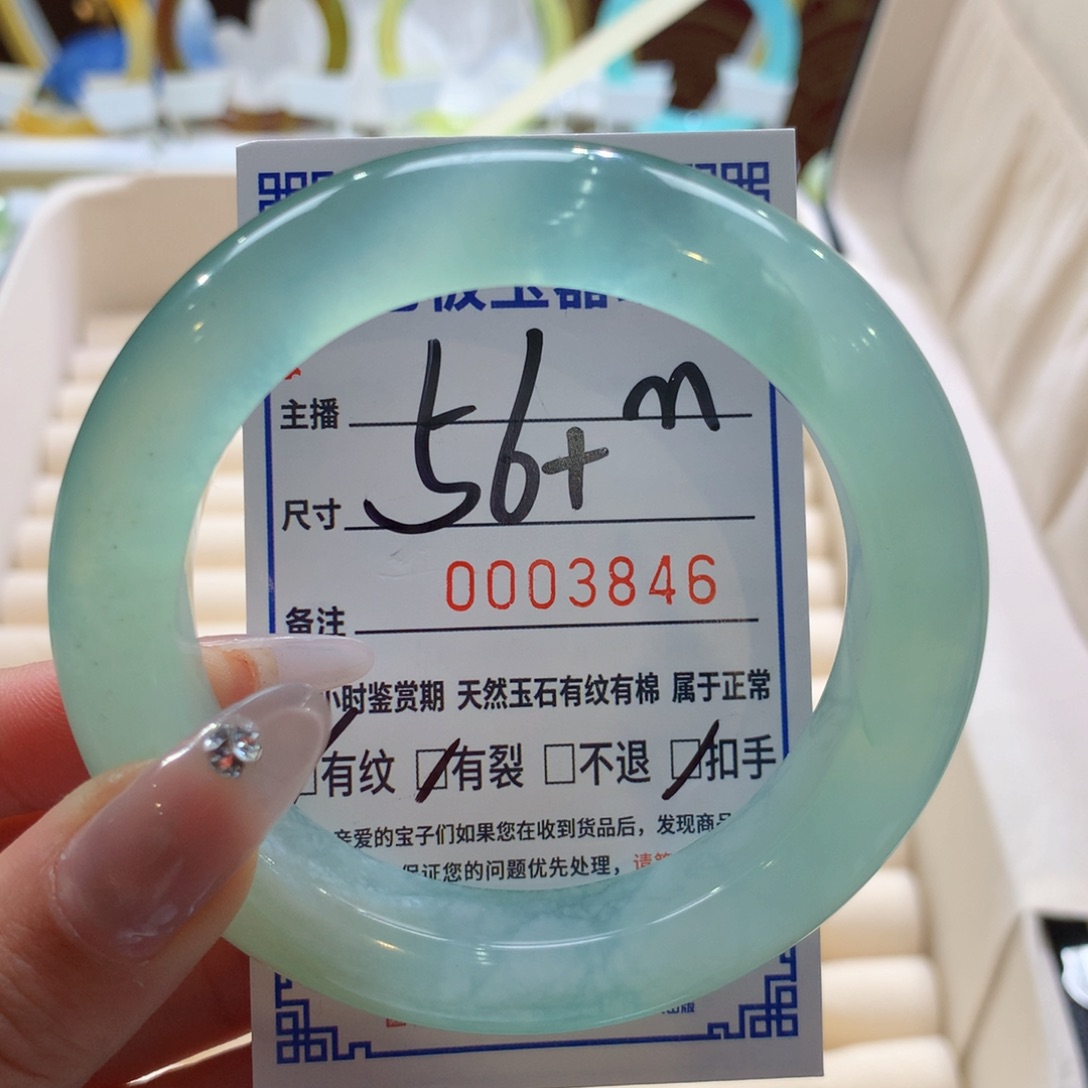 主播 m
尺寸 56+
0003846
备注
小时鉴赏期 天然玉石有纹有棉 属于正常
□有纹 □有裂 □不退 □扣手
亲爱的宝子们如果您在收到货品后，发现商品
保证您的问题优先处理，请